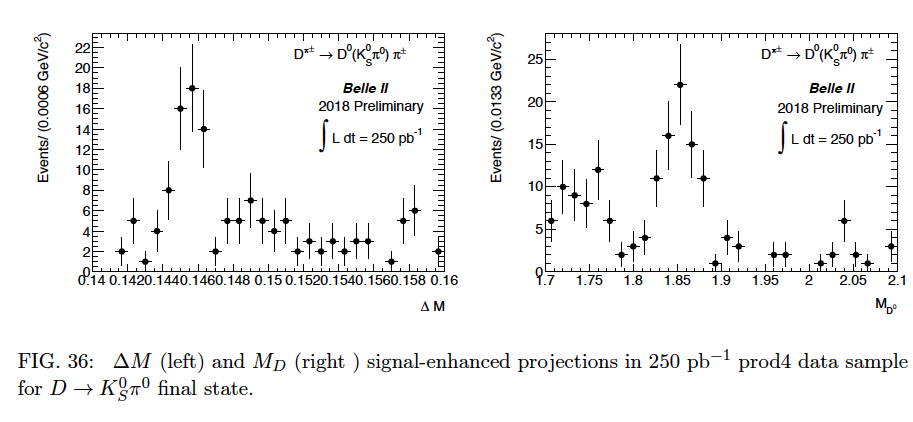 Events/ (0.0006 GeV/c²)
22
20
18
16
14
12
10
8
6
4
2
0
0.14 0.142 0.144 0.146 0.148 0.15 0.152 0.154 0.156 0.158 0.16
Δ M
D*± → D⁰(K⁰Sπ⁰) π±
Belle II
2018 Preliminary
∫ L dt = 250 pb⁻¹
Events/ (0.0133 GeV/c²)
25
20
15
10
5
0
1.7 1.75 1.8 1.85 1.9 1.95 2 2.05 2.1
M_D⁰
D*± → D⁰(K⁰Sπ⁰) π±
Belle II
2018 Preliminary
∫ L dt = 250 pb⁻¹
FIG. 36: ΔM (left) and M_D (right ) signal-enhanced projections in 250 pb⁻¹ prod4 data sample
for D → K⁰Sπ⁰ final state.